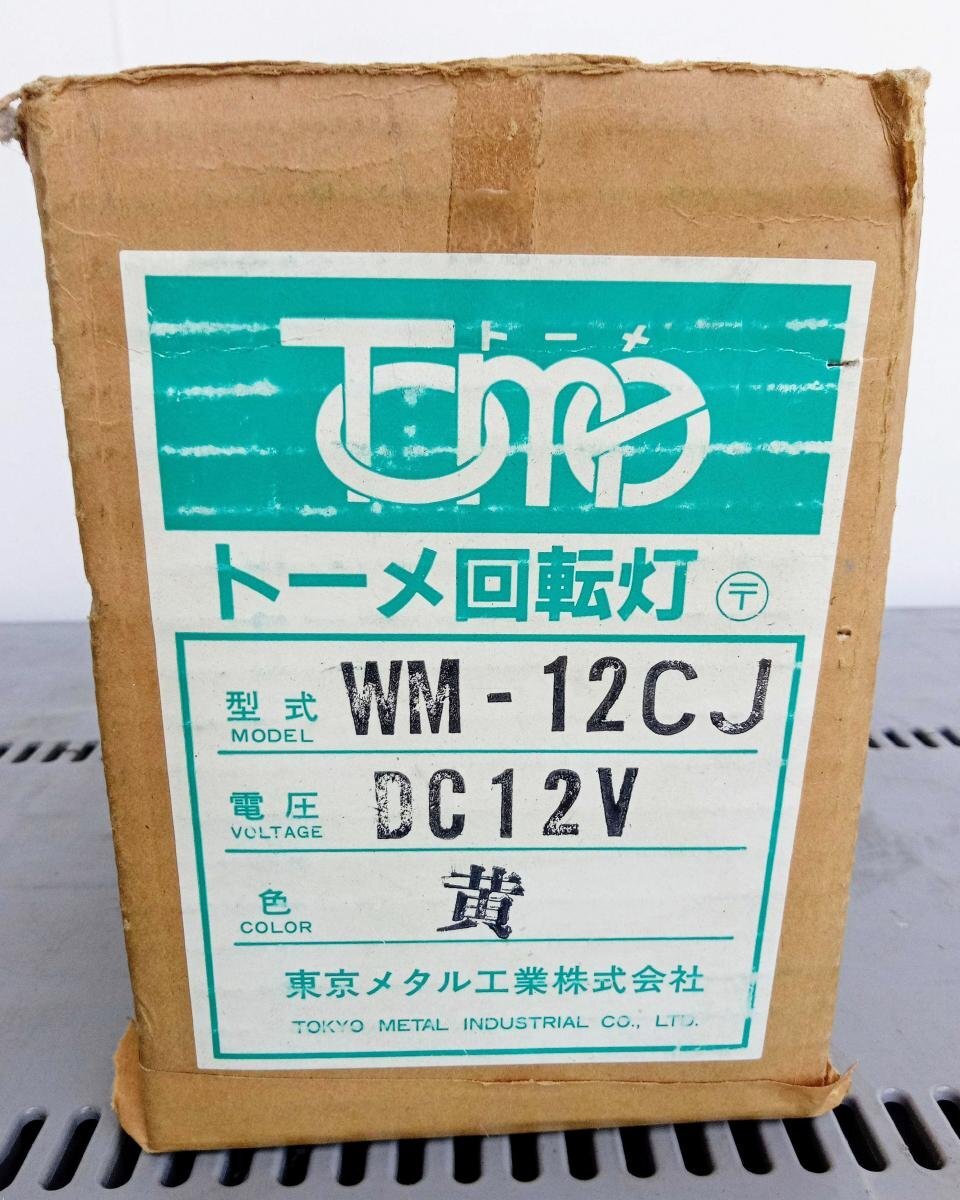 トーメ
Tome
トーメ回転灯 〒
型式 MODEL WM-12CJ
電圧 VOLTAGE DC12V
色 COLOR 黄
東京メタル工業株式会社
TOKYO METAL INDUSTRIAL CO., LTD.